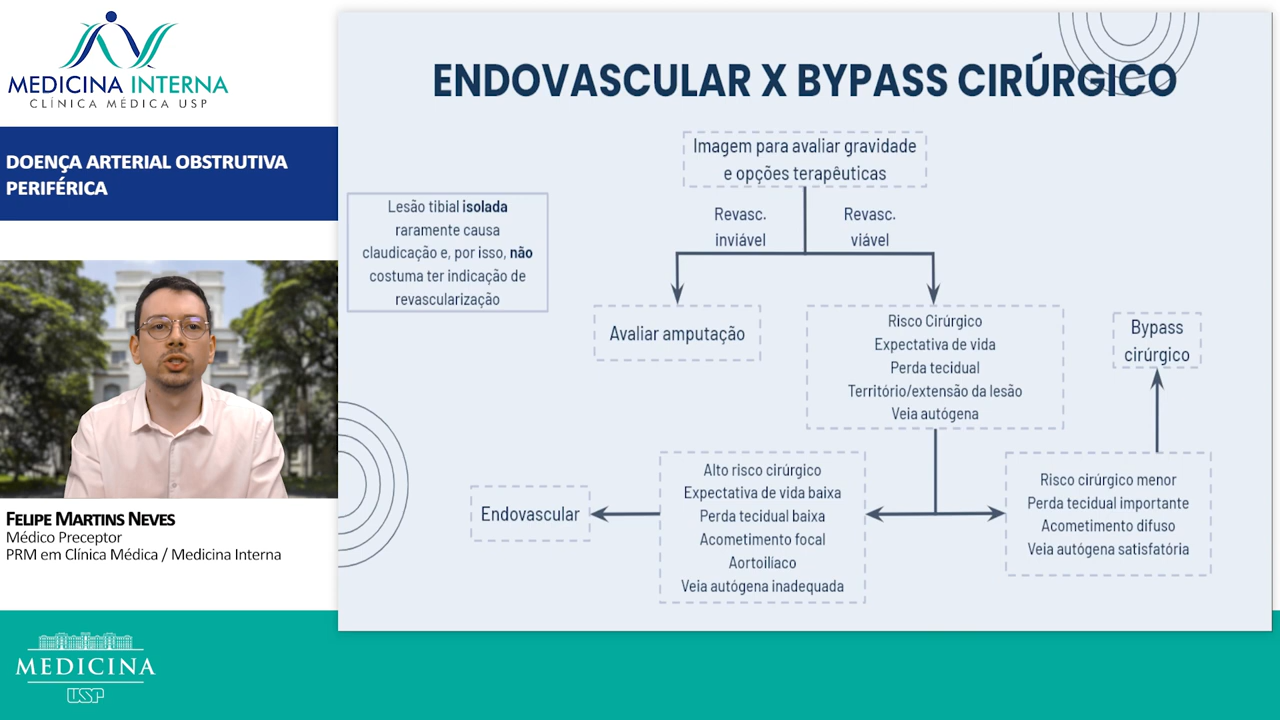 MEDICINA INTERNA
CLÍNICA MÉDICA USP
DOENÇA ARTERIAL OBSTRUTIVA
PERIFÉRICA
FELIPE MARTINS NEVES
Médico Preceptor
PRM em Clínica Médica / Medicina Interna
MEDICINA
USP
ENDOVASCULAR X BYPASS CIRÚRGICO
Imagem para avaliar gravidade
e opções terapêuticas
Lesão tibial isolada
raramente causa
claudicação e, por isso, não
costuma ter indicação de
revascularização
Revasc.
inviável
Revasc.
viável
Avaliar amputação
Risco Cirúrgico
Expectativa de vida
Perda tecidual
Território/extensão da lesão
Veia autógena
Bypass
cirúrgico
Endovascular
Alto risco cirúrgico
Expectativa de vida baixa
Perda tecidual baixa
Acometimento focal
Aortoilíaco
Veia autógena inadequada
Risco cirúrgico menor
Perda tecidual importante
Acometimento difuso
Veia autógena satisfatória